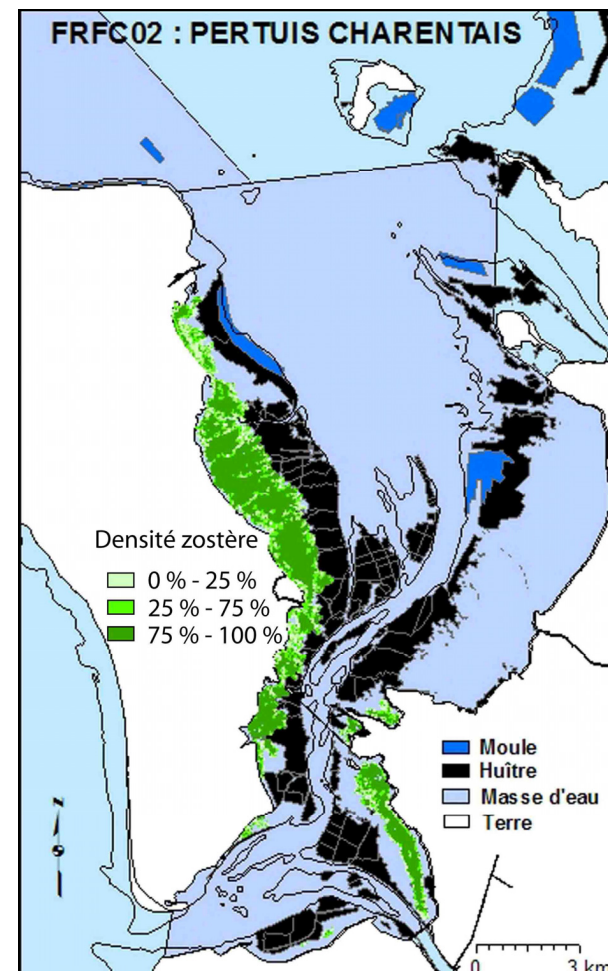 FRFC02 : PERTUIS CHARENTAIS
Densité zostère
0 % - 25 %
25 % - 75 %
75 % - 100 %
Moule
Huître
Masse d'eau
Terre
N
0 3 km